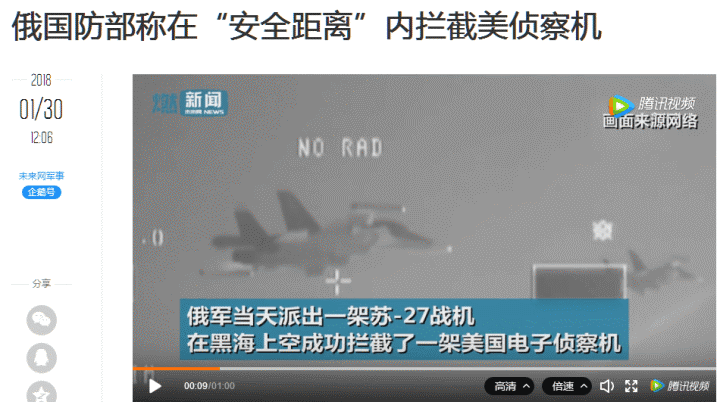 俄国防部称在“安全距离”内拦截美侦察机
2018
01/30
12:06
未来网军事
企鹅号
分享
新闻
未来网 NEWS
腾讯视频
画面来源网络
NO RAD
俄军当天派出一架苏-27战机
在黑海上空成功拦截了一架美国电子侦察机
00:09/01:00
高清
倍速
腾讯视频